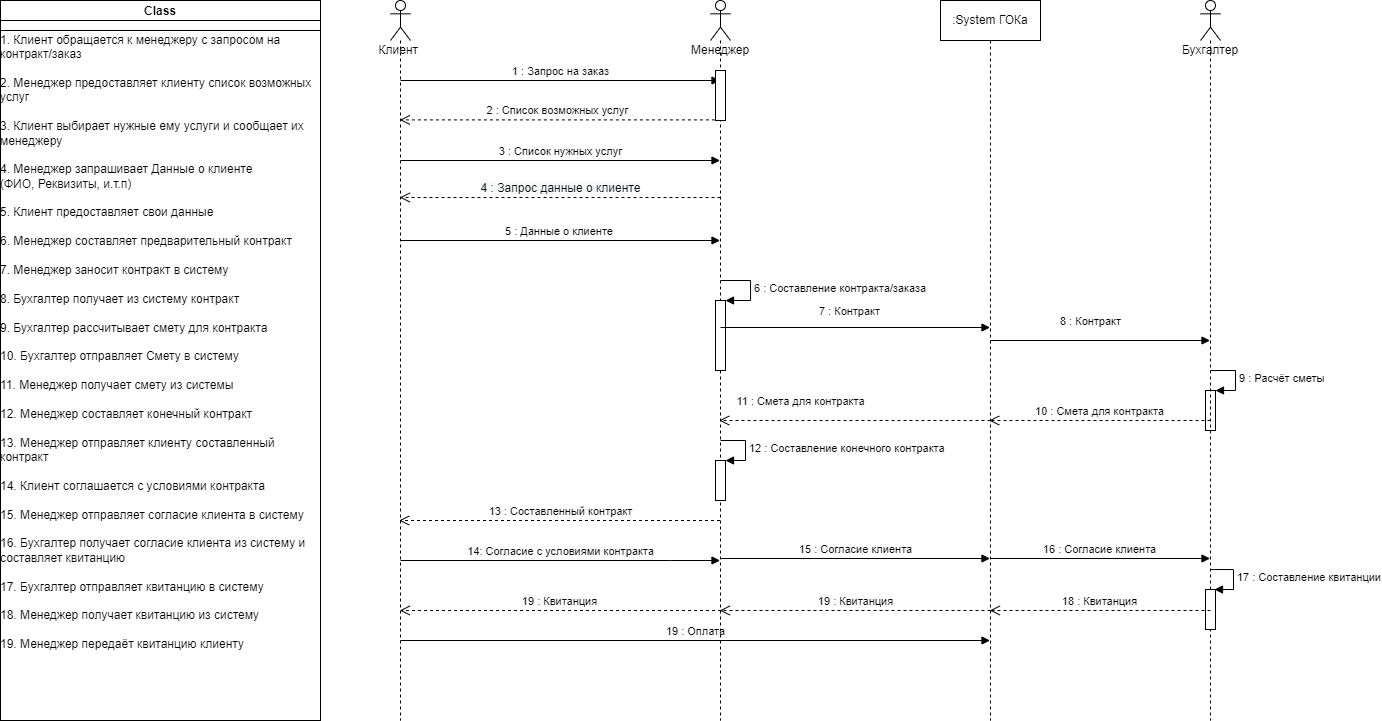 Class
1. Клиент обращается к менеджеру с запросом на
контракт/заказ
2. Менеджер предоставляет клиенту список возможных
услуг
3. Клиент выбирает нужные ему услуги и сообщает их
менеджеру
4. Менеджер запрашивает Данные о клиенте
(ФИО, Реквизиты, и.т.п)
5. Клиент предоставляет свои данные
6. Менеджер составляет предварительный контракт
7. Менеджер заносит контракт в систему
8. Бухгалтер получает из систему контракт
9. Бухгалтер рассчитывает смету для контракта
10. Бухгалтер отправляет Смету в систему
11. Менеджер получает смету из системы
12. Менеджер составляет конечный контракт
13. Менеджер отправляет клиенту составленный
контракт
14. Клиент соглашается с условиями контракта
15. Менеджер отправляет согласие клиента в систему
16. Бухгалтер получает согласие клиента из систему и
составляет квитанцию
17. Бухгалтер отправляет квитанцию в систему
18. Менеджер получает квитанцию из систему
19. Менеджер передаёт квитанцию клиенту
Клиент
Менеджер
:System ГОКа
Бухгалтер
1 : Запрос на заказ
2 : Список возможных услуг
3 : Список нужных услуг
4 : Запрос данные о клиенте
5 : Данные о клиенте
6 : Составление контракта/заказа
7 : Контракт
8 : Контракт
9 : Расчёт сметы
11 : Смета для контракта
10 : Смета для контракта
12 : Составление конечного контракта
13 : Составленный контракт
14: Согласие с условиями контракта
15 : Согласие клиента
16 : Согласие клиента
17 : Составление квитанции
19 : Квитанция
19 : Квитанция
18 : Квитанция
19 : Оплата